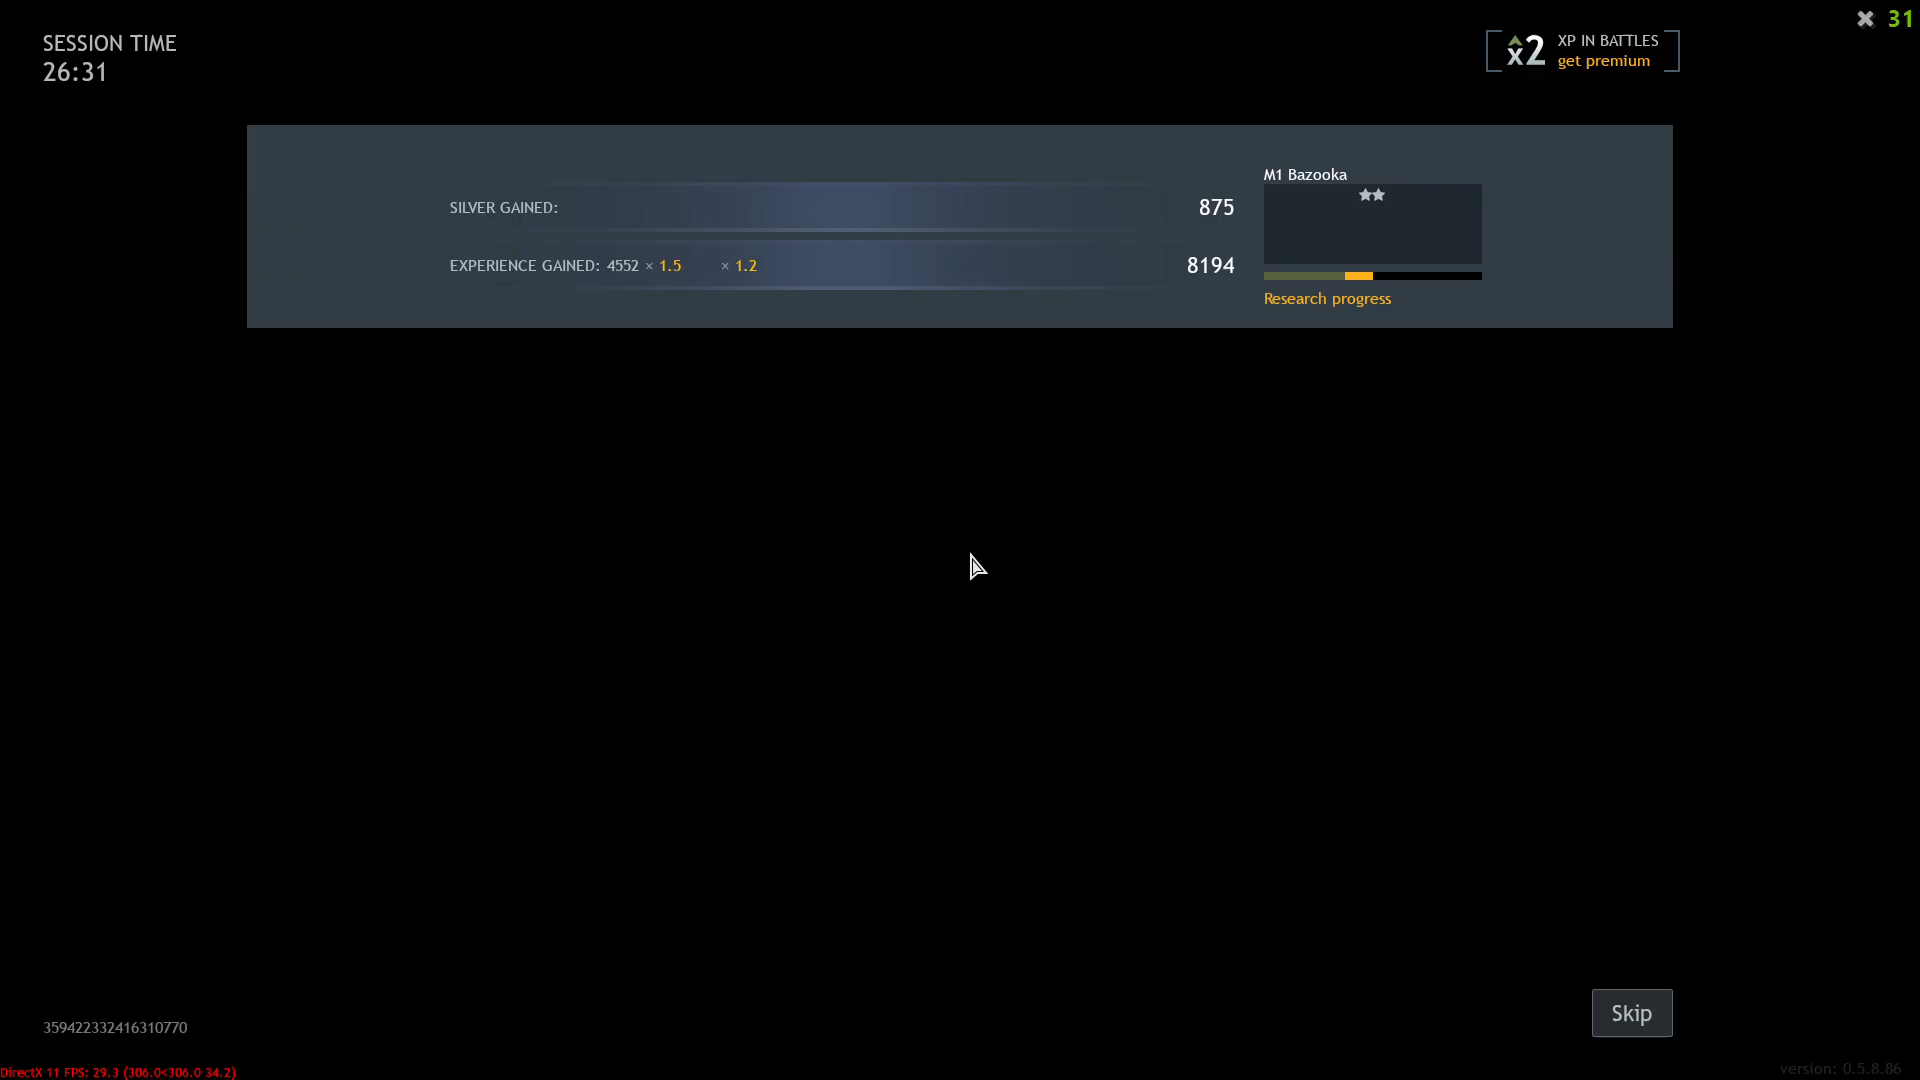 SESSION TIME
26:31
31
x2 XP IN BATTLES
get premium
M1 Bazooka
SILVER GAINED: 875
EXPERIENCE GAINED: 4552 × 1.5 × 1.2 8194
Research progress
Skip
359422332416310770
DirectX 11 FPS: 29.3 (306.0<306.0 34.2)
version: 0.5.8.86